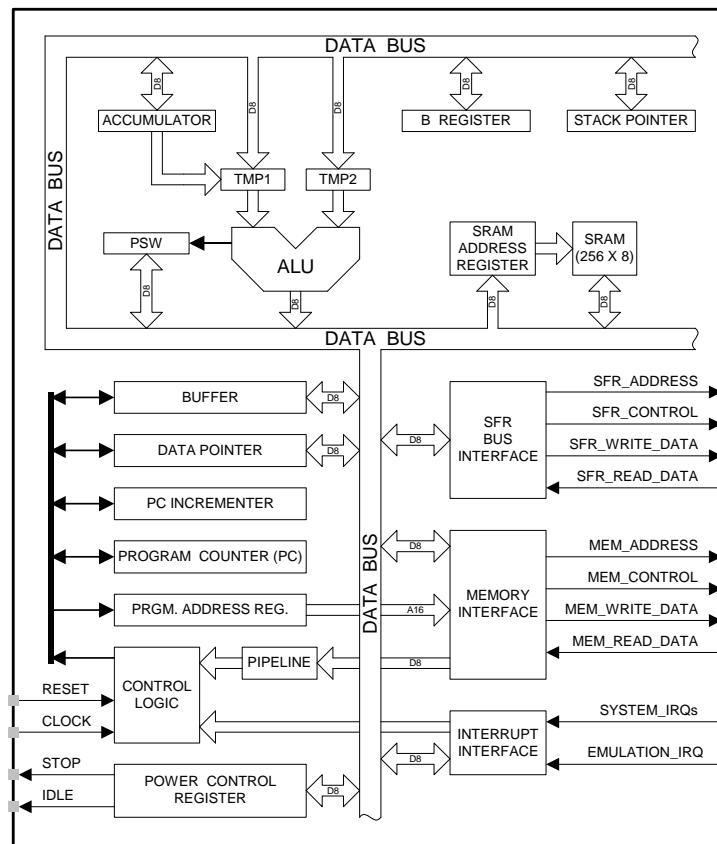 DATA BUS
D8
D8
D8
D8
D8
ACCUMULATOR
B REGISTER
STACK POINTER
DATA BUS
TMP1
TMP2
PSW
ALU
SRAM
ADDRESS
REGISTER
SRAM
(256 X 8)
D8
D8
D8
D8
DATA BUS
BUFFER
D8
DATA POINTER
D8
PC INCREMENTER
PROGRAM COUNTER (PC)
PRGM. ADDRESS REG.
A16
DATA BUS
D8
SFR
BUS
INTERFACE
SFR_ADDRESS
SFR_CONTROL
SFR_WRITE_DATA
SFR_READ_DATA
D8
MEMORY
INTERFACE
MEM_ADDRESS
MEM_CONTROL
MEM_WRITE_DATA
MEM_READ_DATA
CONTROL
LOGIC
PIPELINE
D8
RESET
CLOCK
INTERRUPT
INTERFACE
SYSTEM_IRQs
EMULATION_IRQ
D8
STOP
IDLE
POWER CONTROL
REGISTER
D8